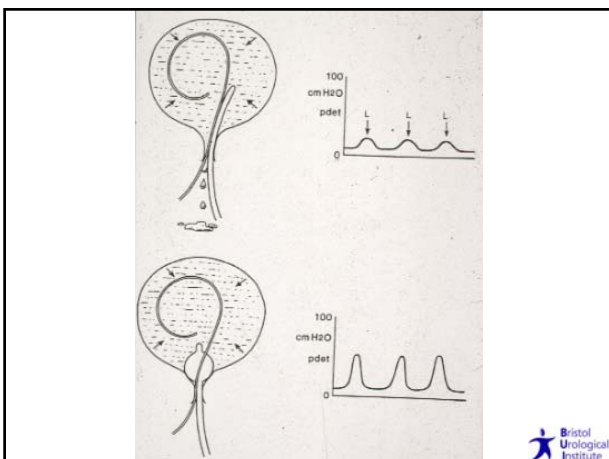 100
cm H2O
pdet
0
L L L
100
cm H2O
pdet
0
Bristol
Urological
Institute